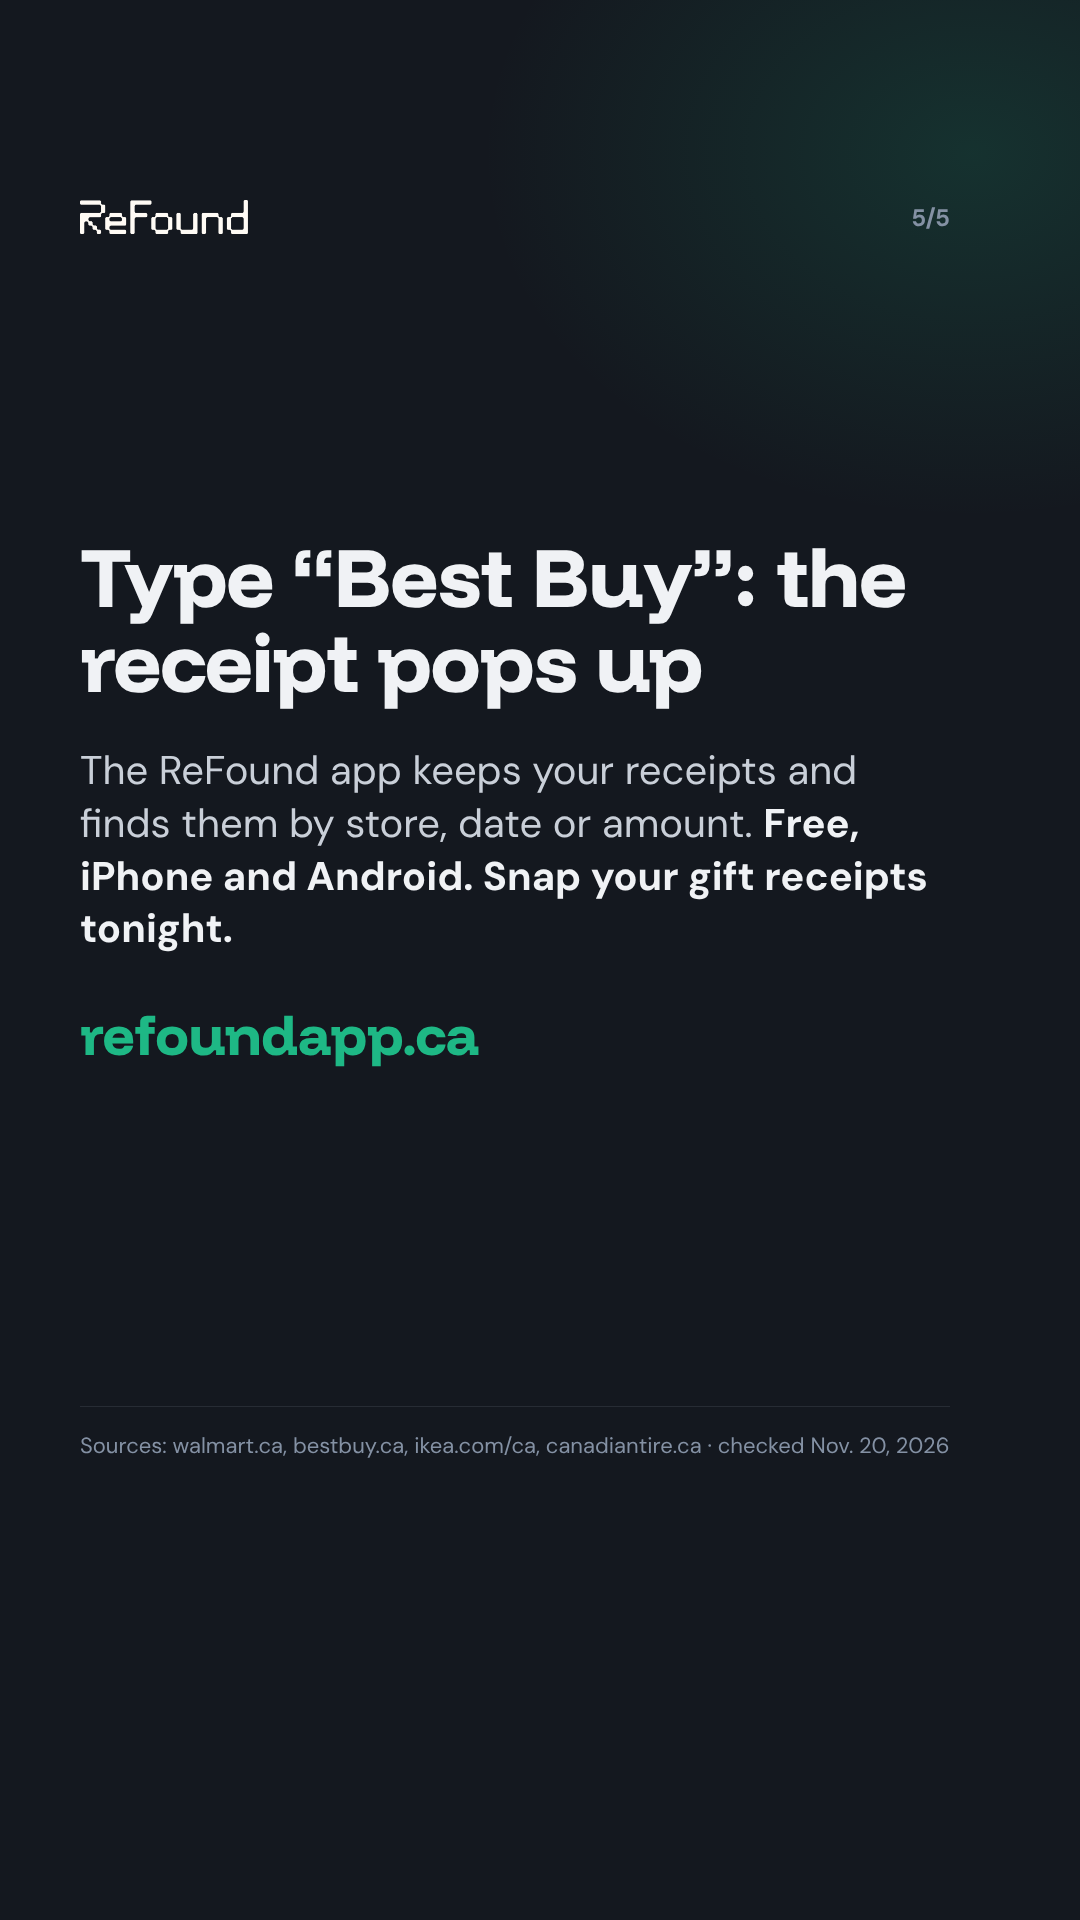 ReFound
5/5
Type “Best Buy”: the
receipt pops up
The ReFound app keeps your receipts and
finds them by store, date or amount. Free,
iPhone and Android. Snap your gift receipts
tonight.
refoundapp.ca
Sources: walmart.ca, bestbuy.ca, ikea.com/ca, canadiantire.ca · checked Nov. 20, 2026